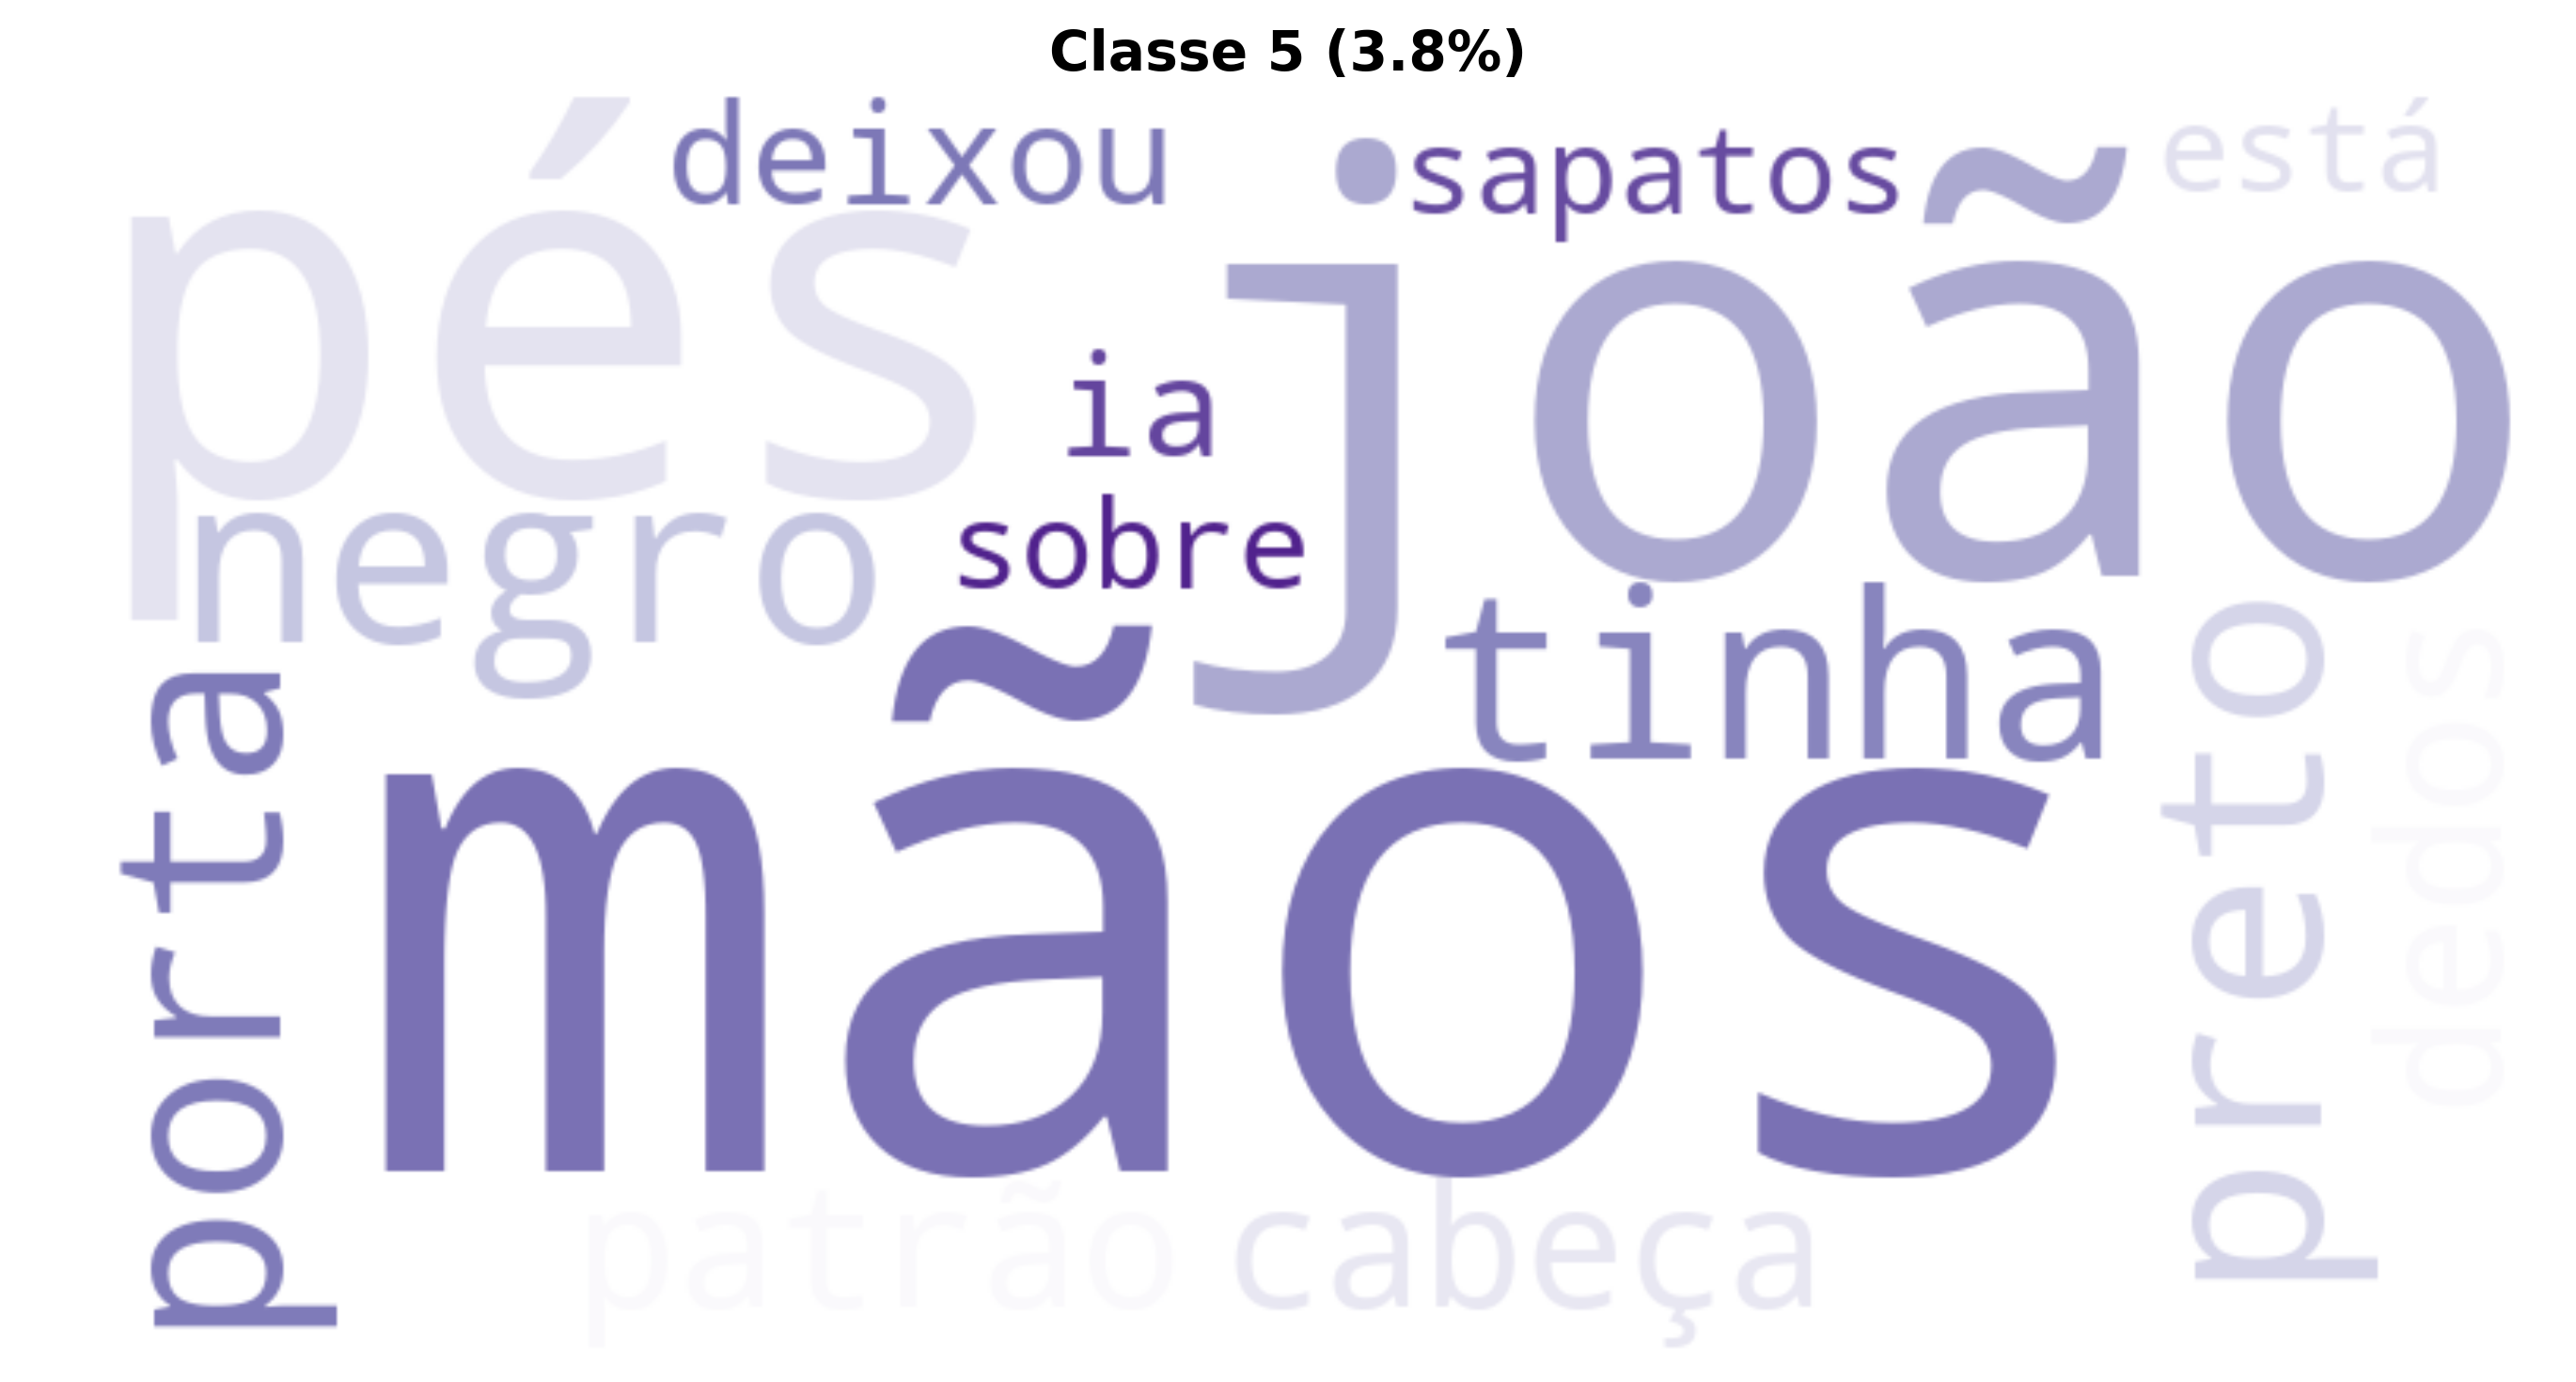 Classe 5 (3.8%)
deixou
sapatos
está
pés
joão
ia
negro
sobre
tinha
porta
mãos
preto
dedos
patrão
cabeça